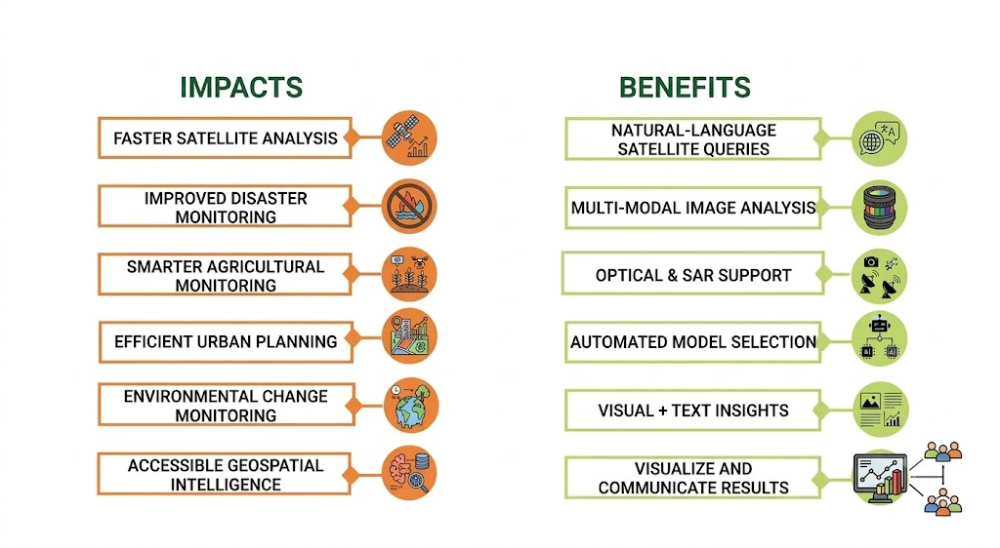 IMPACTS
FASTER SATELLITE ANALYSIS
IMPROVED DISASTER
MONITORING
SMARTER AGRICULTURAL
MONITORING
EFFICIENT URBAN PLANNING
ENVIRONMENTAL CHANGE
MONITORING
ACCESSIBLE GEOSPATIAL
INTELLIGENCE
BENEFITS
NATURAL-LANGUAGE
SATELLITE QUERIES
MULTI-MODAL IMAGE ANALYSIS
OPTICAL & SAR SUPPORT
AUTOMATED MODEL SELECTION
AI
AI
VISUAL + TEXT INSIGHTS
VISUALIZE AND
COMMUNICATE RESULTS